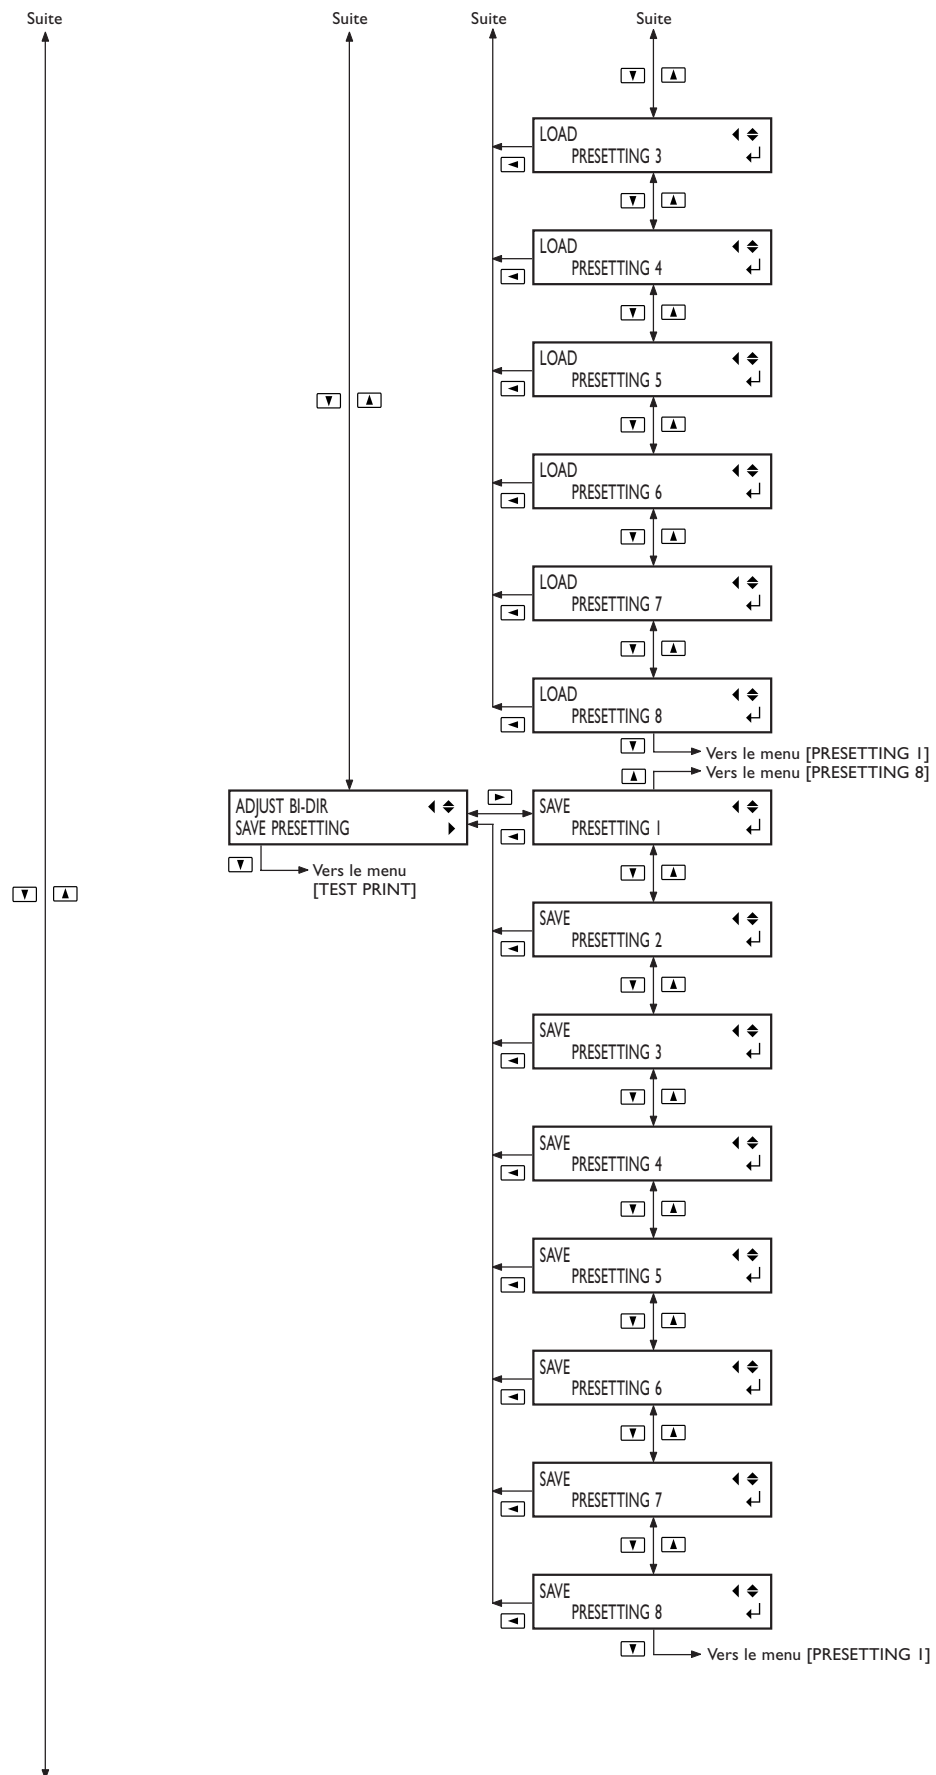 Suite
Suite
Suite
Suite
LOAD
PRESETTING 3
LOAD
PRESETTING 4
LOAD
PRESETTING 5
LOAD
PRESETTING 6
LOAD
PRESETTING 7
LOAD
PRESETTING 8
Vers le menu [PRESETTING 1]
Vers le menu [PRESETTING 8]
ADJUST BI-DIR
SAVE PRESETTING
Vers le menu
[TEST PRINT]
SAVE
PRESETTING 1
SAVE
PRESETTING 2
SAVE
PRESETTING 3
SAVE
PRESETTING 4
SAVE
PRESETTING 5
SAVE
PRESETTING 6
SAVE
PRESETTING 7
SAVE
PRESETTING 8
Vers le menu [PRESETTING 1]